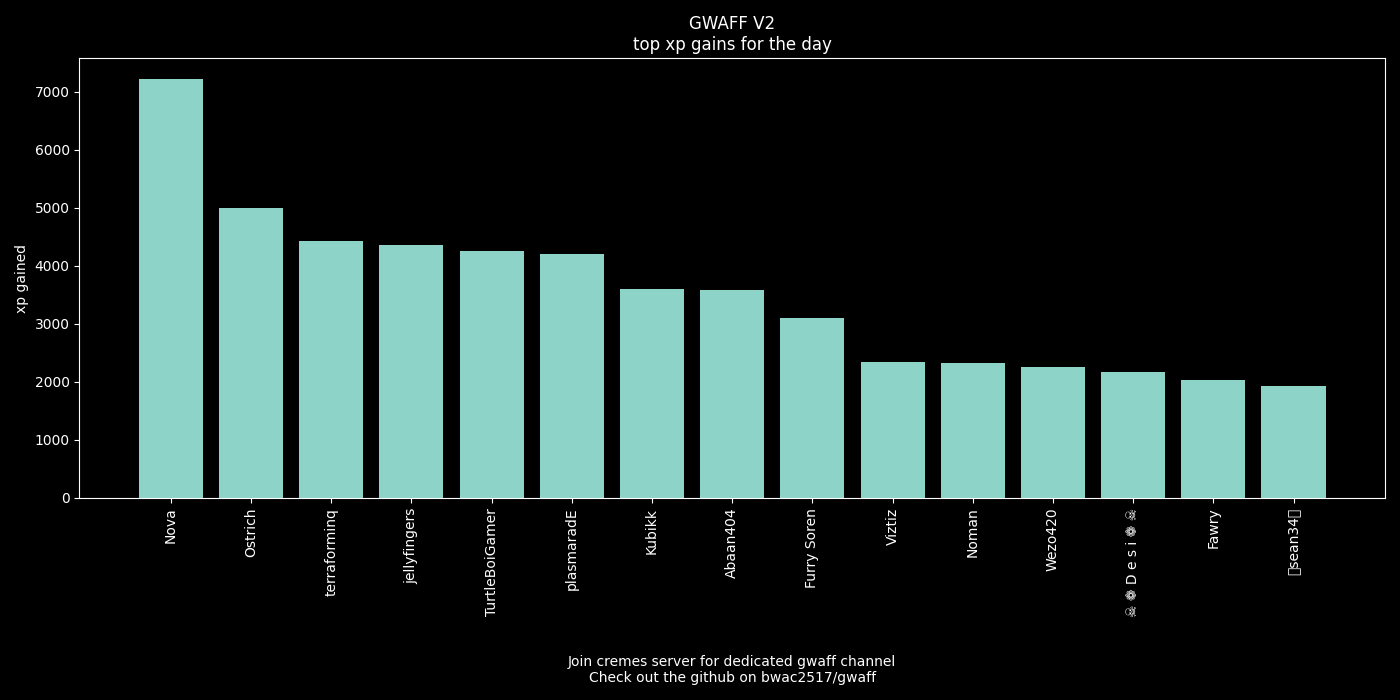 GWAFF V2
top xp gains for the day
xp gained
7000
6000
5000
4000
3000
2000
1000
0
Nova
Ostrich
terraforminq
jellyfingers
TurtleBoiGamer
plasmaradE
Kubikk
Abaan404
Furry Soren
Viztiz
Noman
Wezo420
☠ ❁ D e s i ❁ ☠
Fawry
sean34
Join cremes server for dedicated gwaff channel
Check out the github on bwac2517/gwaff